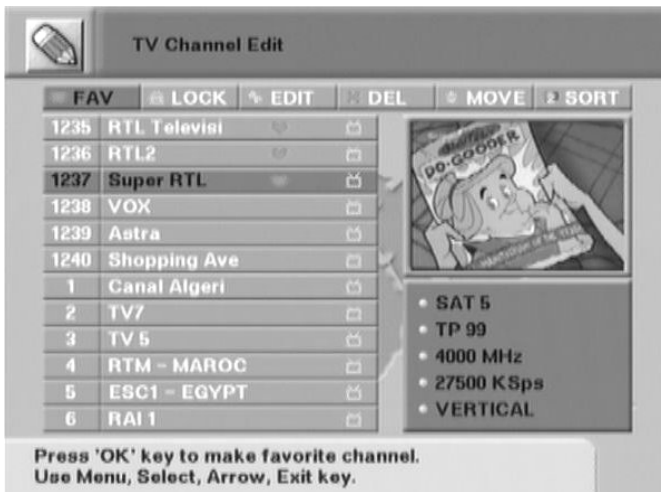 TV Channel Edit
FAV LOCK EDIT DEL MOVE SORT
1235 RTL Televisi
1236 RTL2
1237 Super RTL
1238 VOX
1239 Astra
1240 Shopping Ave
1 Canal Algeri
2 TV7
3 TV 5
4 RTM - MAROC
5 ESC1 - EGYPT
6 RAI 1
DO-GOODER
OF THE YEAR
SAT 5
TP 99
4000 MHz
27500 KSps
VERTICAL
Press 'OK' key to make favorite channel.
Use Menu, Select, Arrow, Exit key.